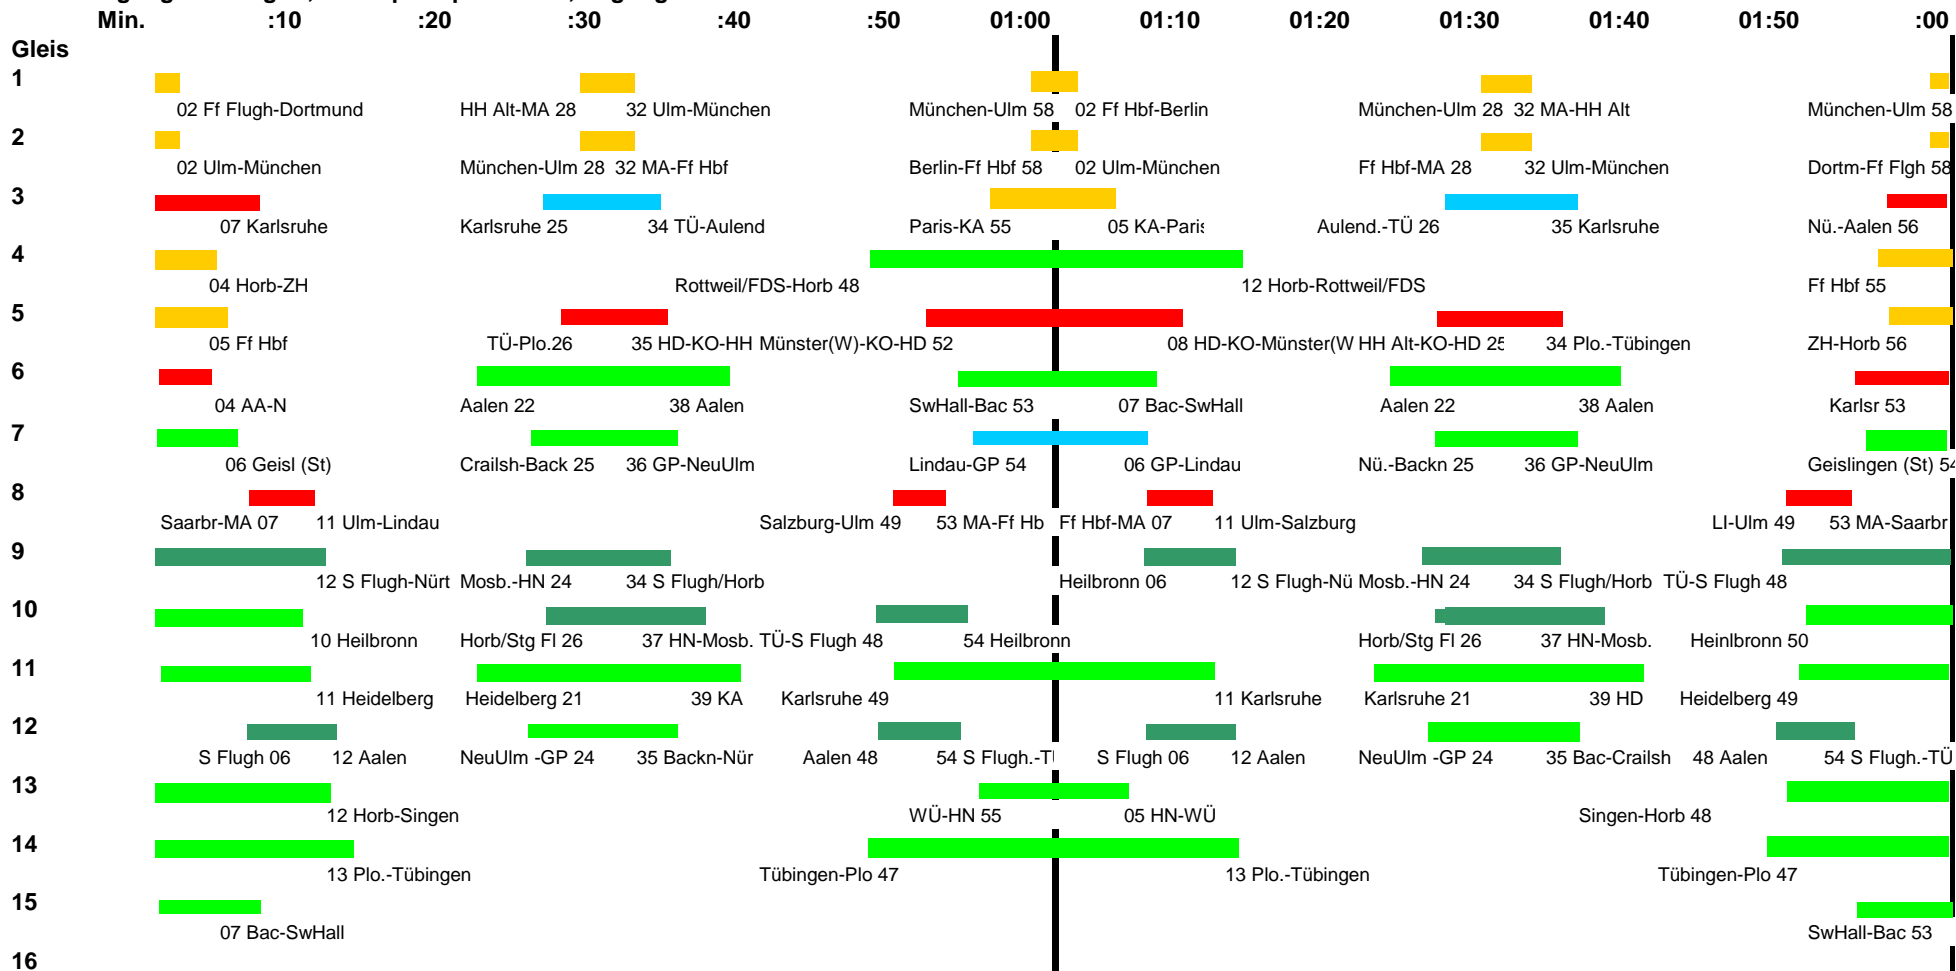 Min. :10 :20 :30 :40 :50 01:00 01:10 01:20 01:30 01:40 01:50 :00
Gleis
1
02 Ff Flugh-Dortmund HH Alt-MA 28 32 Ulm-München München-Ulm 58 02 Ff Hbf-Berlin München-Ulm 28 32 MA-HH Alt München-Ulm 58
2
02 Ulm-München München-Ulm 28 32 MA-Ff Hbf Berlin-Ff Hbf 58 02 Ulm-München Ff Hbf-MA 28 32 Ulm-München Dortm-Ff Flgh 58
3
07 Karlsruhe Karlsruhe 25 34 TÜ-Aulend Paris-KA 55 05 KA-Paris Aulend.-TÜ 26 35 Karlsruhe Nü.-Aalen 56
4
04 Horb-ZH Rottweil/FDS-Horb 48 12 Horb-Rottweil/FDS Ff Hbf 55
5
05 Ff Hbf TÜ-Plo.26 35 HD-KO-HH Münster(W)-KO-HD 52 08 HD-KO-Münster(W HH Alt-KO-HD 25 34 Plo.-Tübingen ZH-Horb 56
6
04 AA-N Aalen 22 38 Aalen SwHall-Bac 53 07 Bac-SwHall Aalen 22 38 Aalen Karlsr 53
7
06 Geisl (St) Crailsh-Back 25 36 GP-NeuUlm Lindau-GP 54 06 GP-Lindau Nü.-Backn 25 36 GP-NeuUlm Geislingen (St) 54
8
Saarbr-MA 07 11 Ulm-Lindau Salzburg-Ulm 49 53 MA-Ff Hb Ff Hbf-MA 07 11 Ulm-Salzburg LI-Ulm 49 53 MA-Saarbr
9
12 S Flugh-Nürt Mosb.-HN 24 34 S Flugh/Horb Heilbronn 06 12 S Flugh-Nü Mosb.-HN 24 34 S Flugh/Horb TÜ-S Flugh 48
10
10 Heilbronn Horb/Stg Fl 26 37 HN-Mosb. TÜ-S Flugh 48 54 Heilbronn Horb/Stg Fl 26 37 HN-Mosb. Heinlbronn 50
11
11 Heidelberg Heidelberg 21 39 KA Karlsruhe 49 11 Karlsruhe Karlsruhe 21 39 HD Heidelberg 49
12
S Flugh 06 12 Aalen NeuUlm -GP 24 35 Backn-Nür Aalen 48 54 S Flugh.-TÜ S Flugh 06 12 Aalen NeuUlm -GP 24 35 Bac-Crailsh 48 Aalen 54 S Flugh.-TÜ
13
12 Horb-Singen WÜ-HN 55 05 HN-WÜ Singen-Horb 48
14
13 Plo.-Tübingen Tübingen-Plo 47 13 Plo.-Tübingen Tübingen-Plo 47
15
07 Bac-SwHall SwHall-Bac 53
16